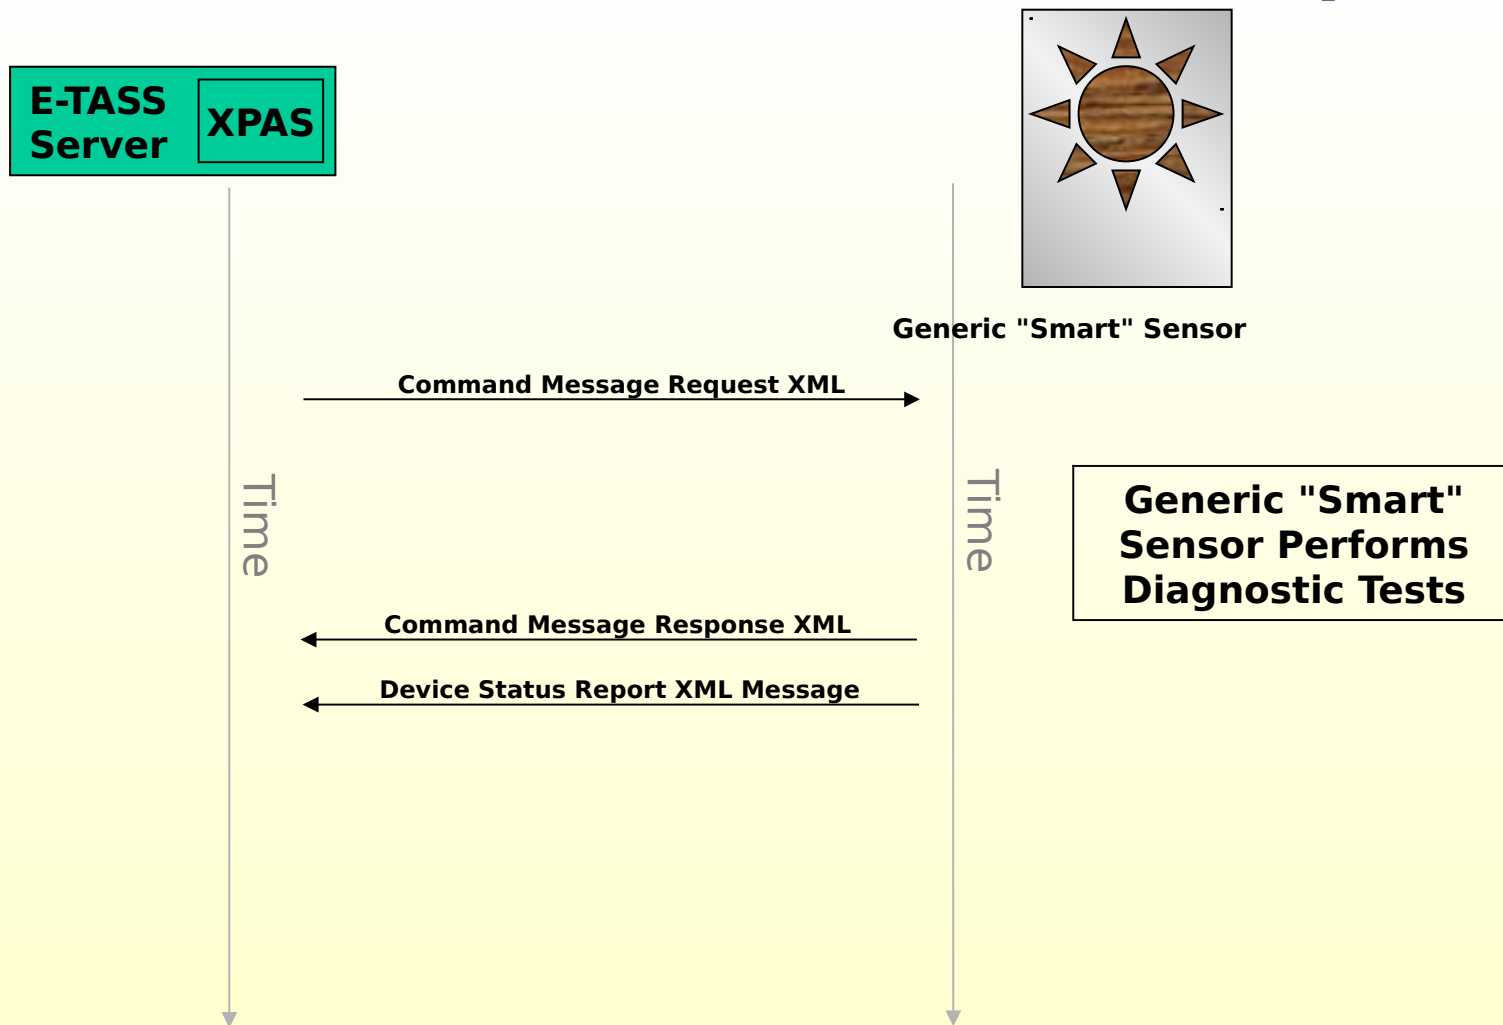 E-TASS
Server
XPAS
Generic "Smart" Sensor
Command Message Request XML
Time
Time
Generic "Smart"
Sensor Performs
Diagnostic Tests
Command Message Response XML
Device Status Report XML Message